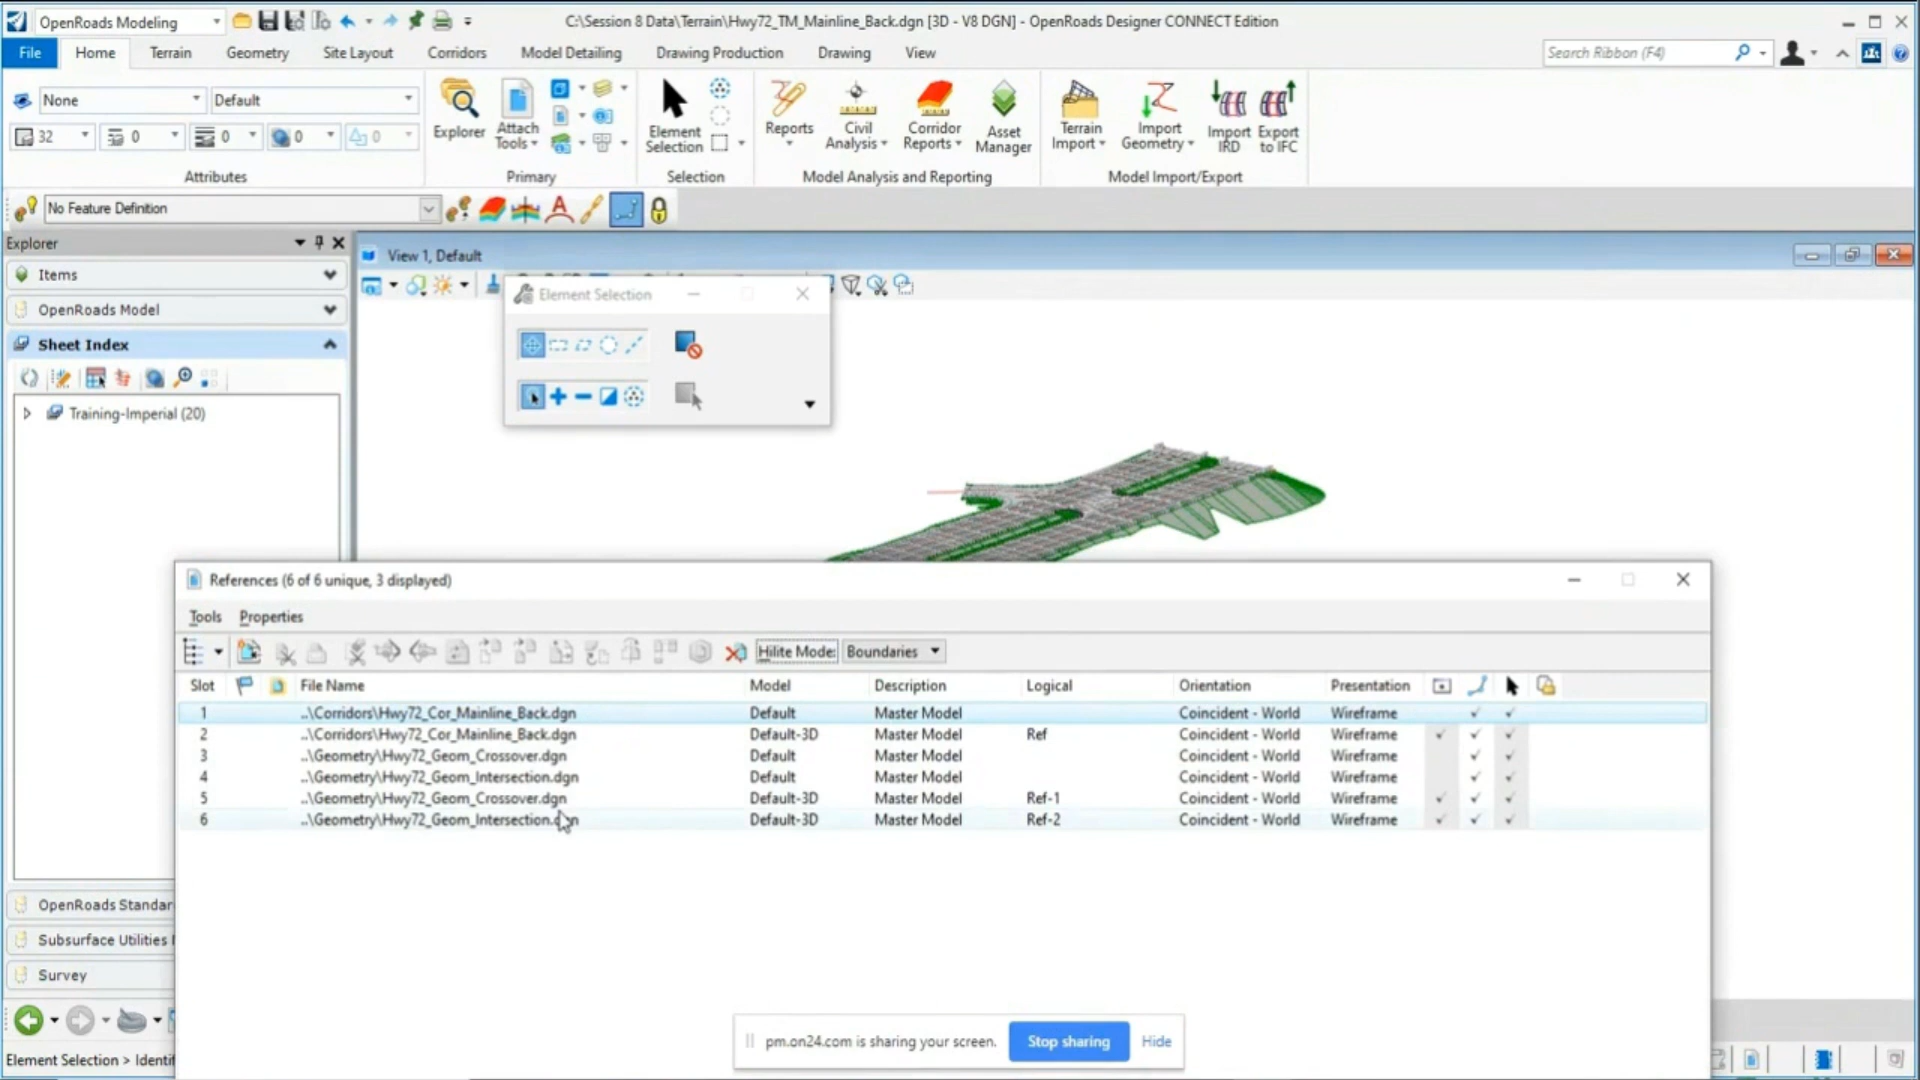 OpenRoads Modeling
C:\Session 8 Data\Terrain\Hwy72_TM_Mainline_Back.dgn [3D - V8 DGN] - OpenRoads Designer CONNECT Edition
File Home Terrain Geometry Site Layout Corridors Model Detailing Drawing Production Drawing View
Search Ribbon (F4)
None Default
32 0 0 0 0
Attributes
Explorer
Attach Tools
Primary
Element Selection
Selection
Reports
Civil Analysis
Corridor Reports
Asset Manager
Model Analysis and Reporting
Terrain Import
Import Geometry
Import IRD
Export to IFC
Model Import/Export
No Feature Definition
Explorer
Items
OpenRoads Model
Sheet Index
Training-Imperial (20)
OpenRoads Standar
Subsurface Utilities
Survey
Element Selection > Identif
View 1, Default
Element Selection
References (6 of 6 unique, 3 displayed)
Tools Properties
Hilite Mode: Boundaries
Slot File Name Model Description Logical Orientation Presentation
1 ..\Corridors\Hwy72_Cor_Mainline_Back.dgn Default Master Model Coincident - World Wireframe
2 ..\Corridors\Hwy72_Cor_Mainline_Back.dgn Default-3D Master Model Ref Coincident - World Wireframe
3 ..\Geometry\Hwy72_Geom_Crossover.dgn Default Master Model Coincident - World Wireframe
4 ..\Geometry\Hwy72_Geom_Intersection.dgn Default Master Model Coincident - World Wireframe
5 ..\Geometry\Hwy72_Geom_Crossover.dgn Default-3D Master Model Ref-1 Coincident - World Wireframe
6 ..\Geometry\Hwy72_Geom_Intersection.dgn Default-3D Master Model Ref-2 Coincident - World Wireframe
pm.on24.com is sharing your screen. Stop sharing Hide